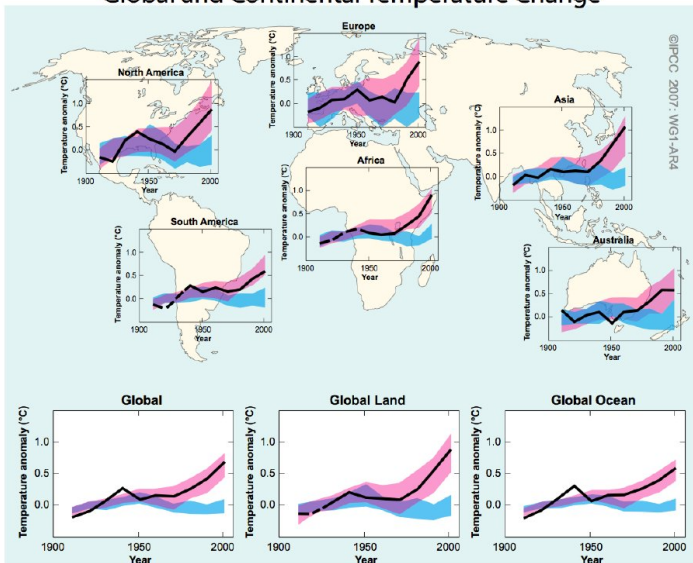 Global and Continental Temperature Change
Europe
Temperature anomaly (°C)
1.0
0.5
0.0
1900
1950
2000
Year
North America
Temperature anomaly (°C)
1.0
0.5
0.0
1900
1950
2000
Year
Asia
Temperature anomaly (°C)
1.0
0.5
0.0
1900
1950
2000
Year
©IPCC 2007: WG1-AR4
Africa
Temperature anomaly (°C)
1.0
0.5
0.0
1900
1950
2000
Year
South America
Temperature anomaly (°C)
1.0
0.5
0.0
1900
1950
2000
Year
Australia
Temperature anomaly (°C)
1.0
0.5
0.0
1900
1950
2000
Year
Global
Temperature anomaly (°C)
1.0
0.5
0.0
1900
1950
2000
Year
Global Land
Temperature anomaly (°C)
1.0
0.5
0.0
1900
1950
2000
Year
Global Ocean
Temperature anomaly (°C)
1.0
0.5
0.0
1900
1950
2000
Year